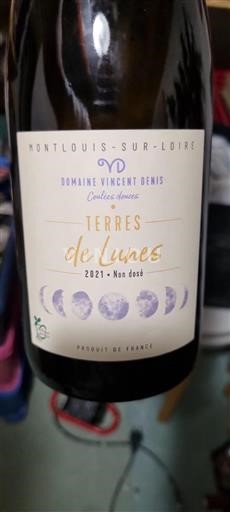 MONTLOUIS-SUR-LOIRE
VD
DOMAINE VINCENT DENIS
Coulées douces
TERRES
de Lunes
2021 • Non dosé
PRODUIT DE FRANCE